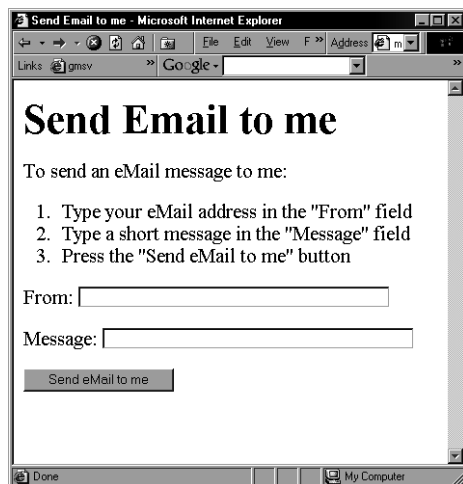 Send Email to me - Microsoft Internet Explorer
File Edit View F » Address m
Links gmsv » Google
Send Email to me
To send an eMail message to me:
1. Type your eMail address in the "From" field
2. Type a short message in the "Message" field
3. Press the "Send eMail to me" button
From:
Message:
Send eMail to me
Done My Computer